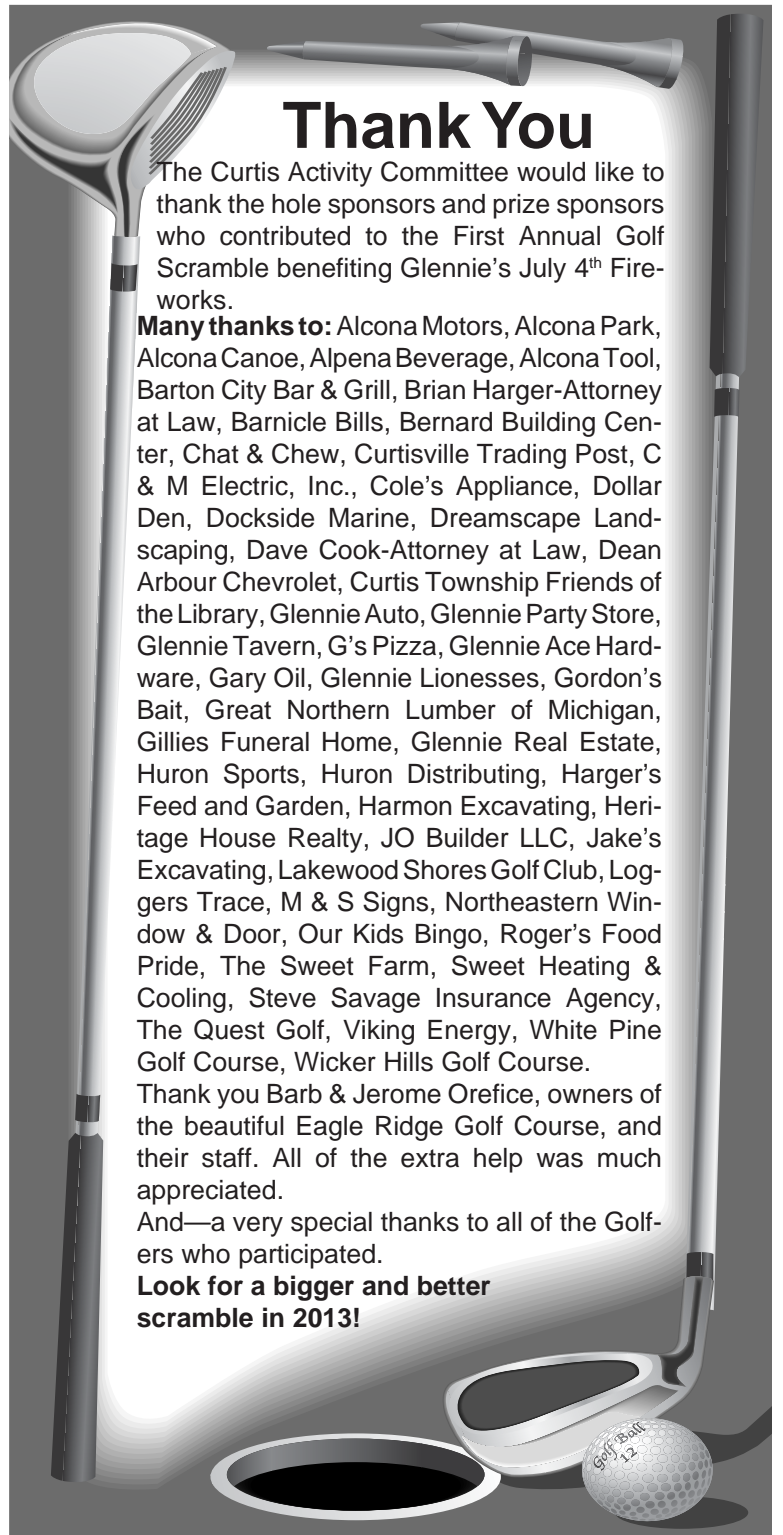 Thank You
The Curtis Activity Committee would like to
thank the hole sponsors and prize sponsors
who contributed to the First Annual Golf
Scramble benefiting Glennie's July 4th Fire-
works.
Many thanks to: Alcona Motors, Alcona Park,
Alcona Canoe, Alpena Beverage, Alcona Tool,
Barton City Bar & Grill, Brian Harger-Attorney
at Law, Barnicle Bills, Bernard Building Cen-
ter, Chat & Chew, Curtisville Trading Post, C
& M Electric, Inc., Cole's Appliance, Dollar
Den, Dockside Marine, Dreamscape Land-
scaping, Dave Cook-Attorney at Law, Dean
Arbour Chevrolet, Curtis Township Friends of
the Library, Glennie Auto, Glennie Party Store,
Glennie Tavern, G's Pizza, Glennie Ace Hard-
ware, Gary Oil, Glennie Lionesses, Gordon's
Bait, Great Northern Lumber of Michigan,
Gillies Funeral Home, Glennie Real Estate,
Huron Sports, Huron Distributing, Harger's
Feed and Garden, Harmon Excavating, Heri-
tage House Realty, JO Builder LLC, Jake's
Excavating, Lakewood Shores Golf Club, Log-
gers Trace, M & S Signs, Northeastern Win-
dow & Door, Our Kids Bingo, Roger's Food
Pride, The Sweet Farm, Sweet Heating &
Cooling, Steve Savage Insurance Agency,
The Quest Golf, Viking Energy, White Pine
Golf Course, Wicker Hills Golf Course.
Thank you Barb & Jerome Orefice, owners of
the beautiful Eagle Ridge Golf Course, and
their staff. All of the extra help was much
appreciated.
And—a very special thanks to all of the Golf-
ers who participated.
Look for a bigger and better
scramble in 2013!
Golf Ball
12